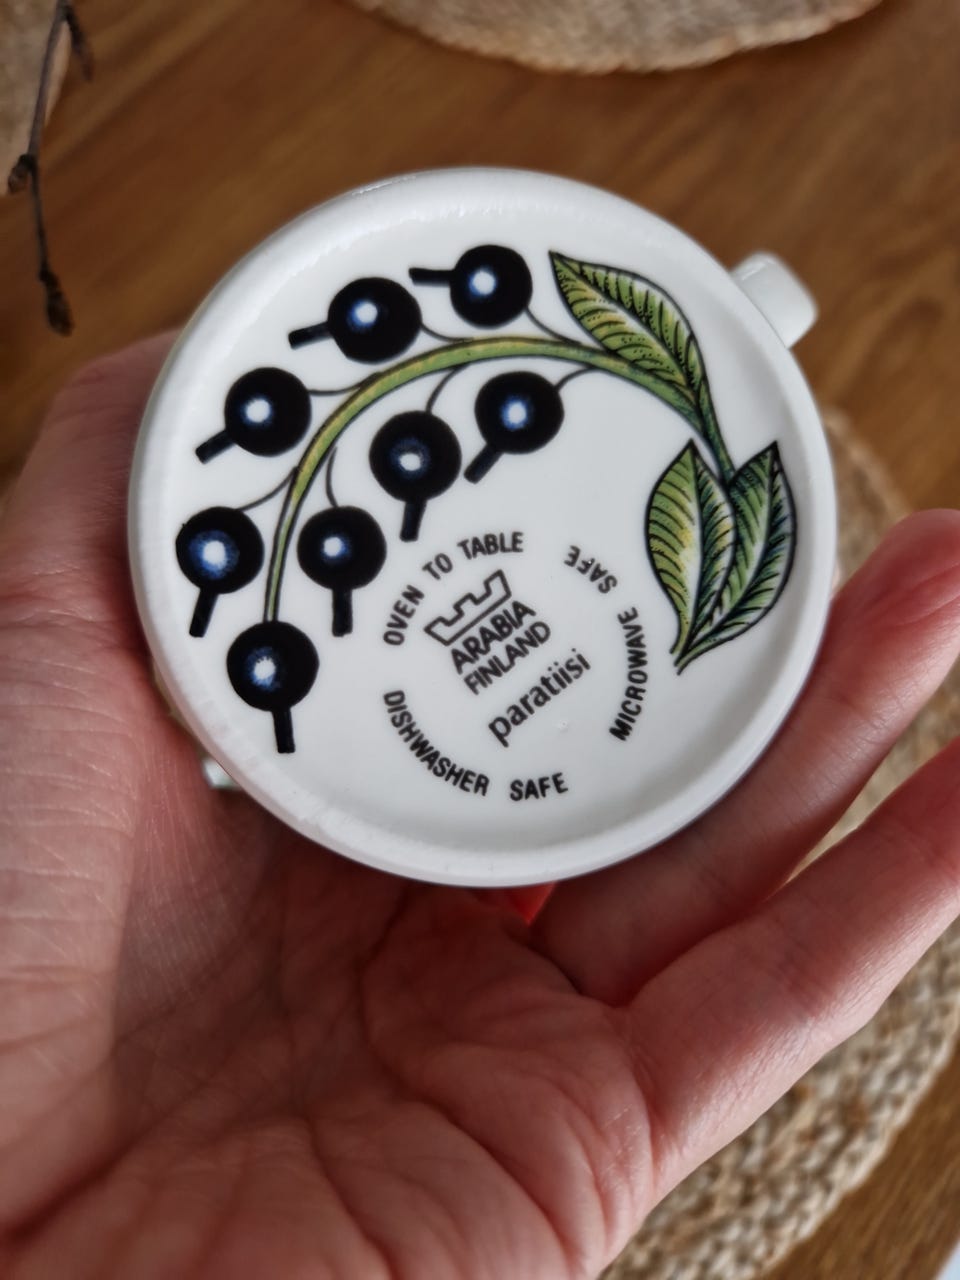 OVEN TO TABLE
ARABIA
FINLAND
paratiisi
MICROWAVE SAFE
DISHWASHER SAFE